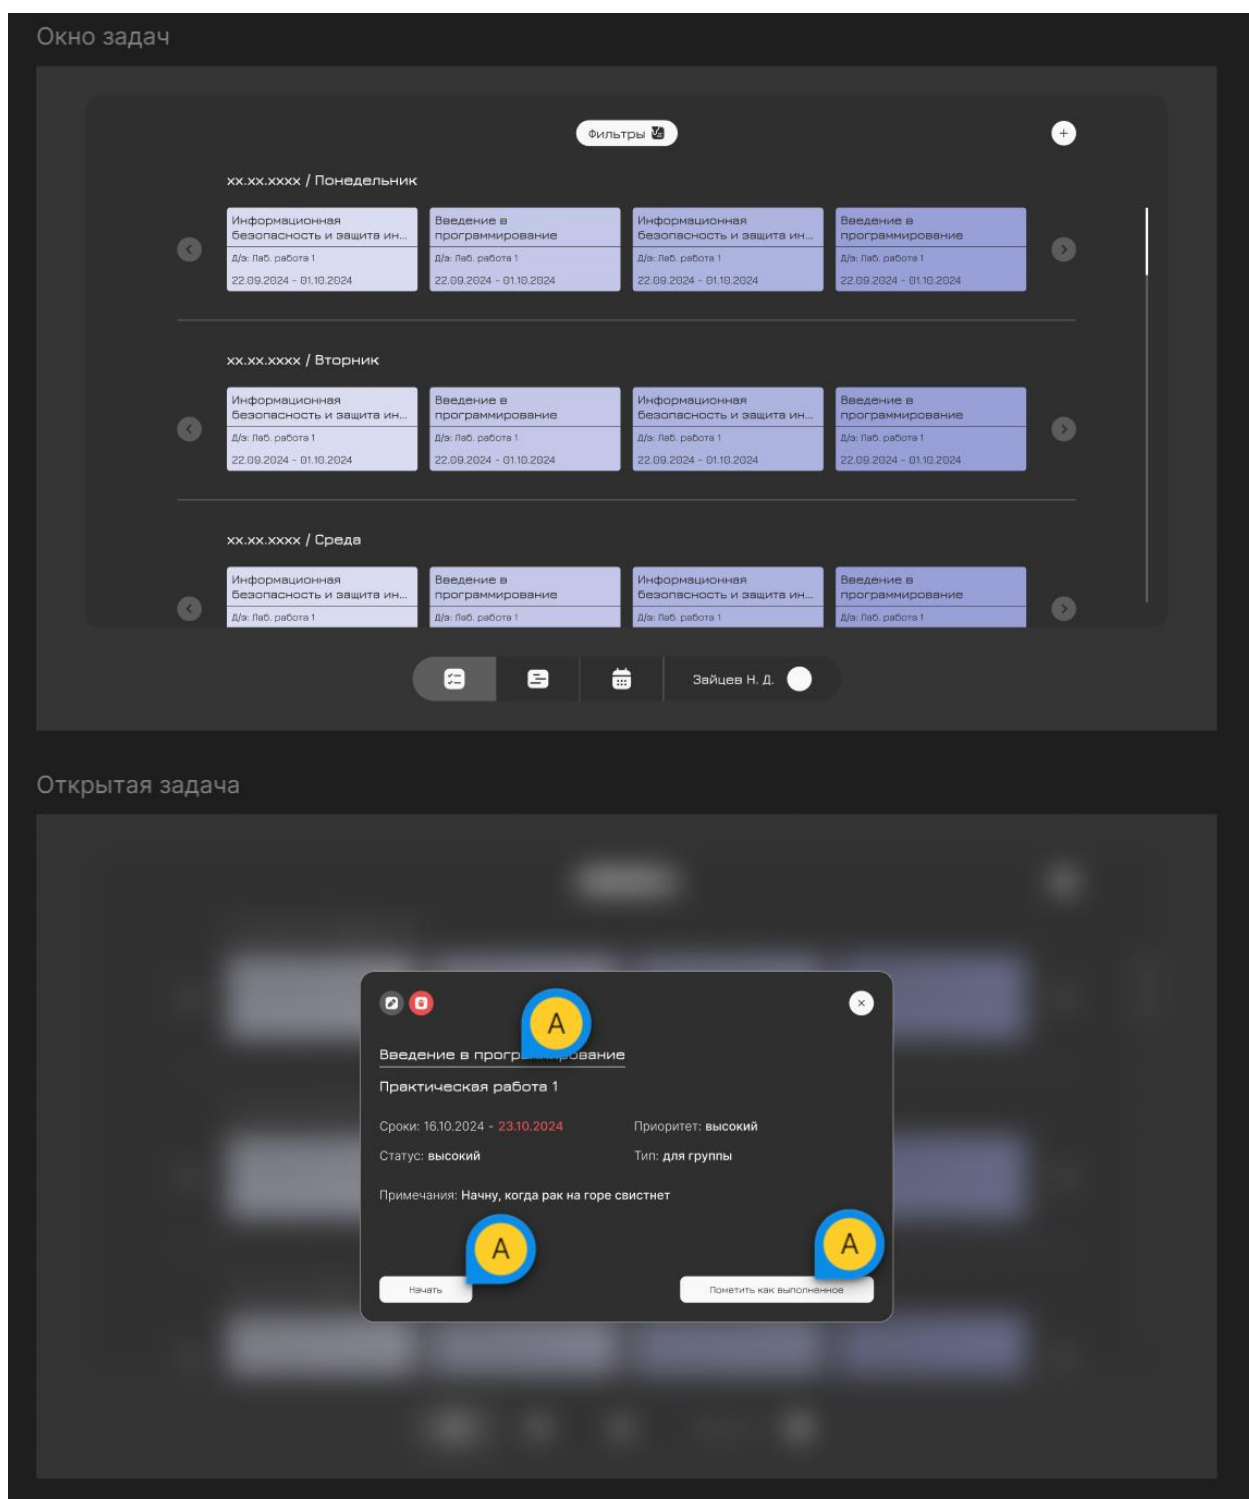 Окно задач
Фильтры
+
xx.xx.xxxx / Понедельник
Информационная безопасность и защита ин...
Д/з: Лаб. работа 1
22.09.2024 - 01.10.2024
Введение в программирование
Д/з: Лаб. работа 1
22.09.2024 - 01.10.2024
Информационная безопасность и защита ин...
Д/з: Лаб. работа 1
22.09.2024 - 01.10.2024
Введение в программирование
Д/з: Лаб. работа 1
22.09.2024 - 01.10.2024
xx.xx.xxxx / Вторник
Информационная безопасность и защита ин...
Д/з: Лаб. работа 1
22.09.2024 - 01.10.2024
Введение в программирование
Д/з: Лаб. работа 1
22.09.2024 - 01.10.2024
Информационная безопасность и защита ин...
Д/з: Лаб. работа 1
22.09.2024 - 01.10.2024
Введение в программирование
Д/з: Лаб. работа 1
22.09.2024 - 01.10.2024
xx.xx.xxxx / Среда
Информационная безопасность и защита ин...
Д/з: Лаб. работа 1
Введение в программирование
Д/з: Лаб. работа 1
Информационная безопасность и защита ин...
Д/з: Лаб. работа 1
Введение в программирование
Д/з: Лаб. работа 1
Зайцев Н. Д.
Открытая задача
A
Введение в программирование
Практическая работа 1
Сроки: 16.10.2024 - 23.10.2024
Приоритет: высокий
Статус: высокий
Тип: для группы
Примечания: Начну, когда рак на горе свистнет
A
A
Начать
Пометить как выполненное